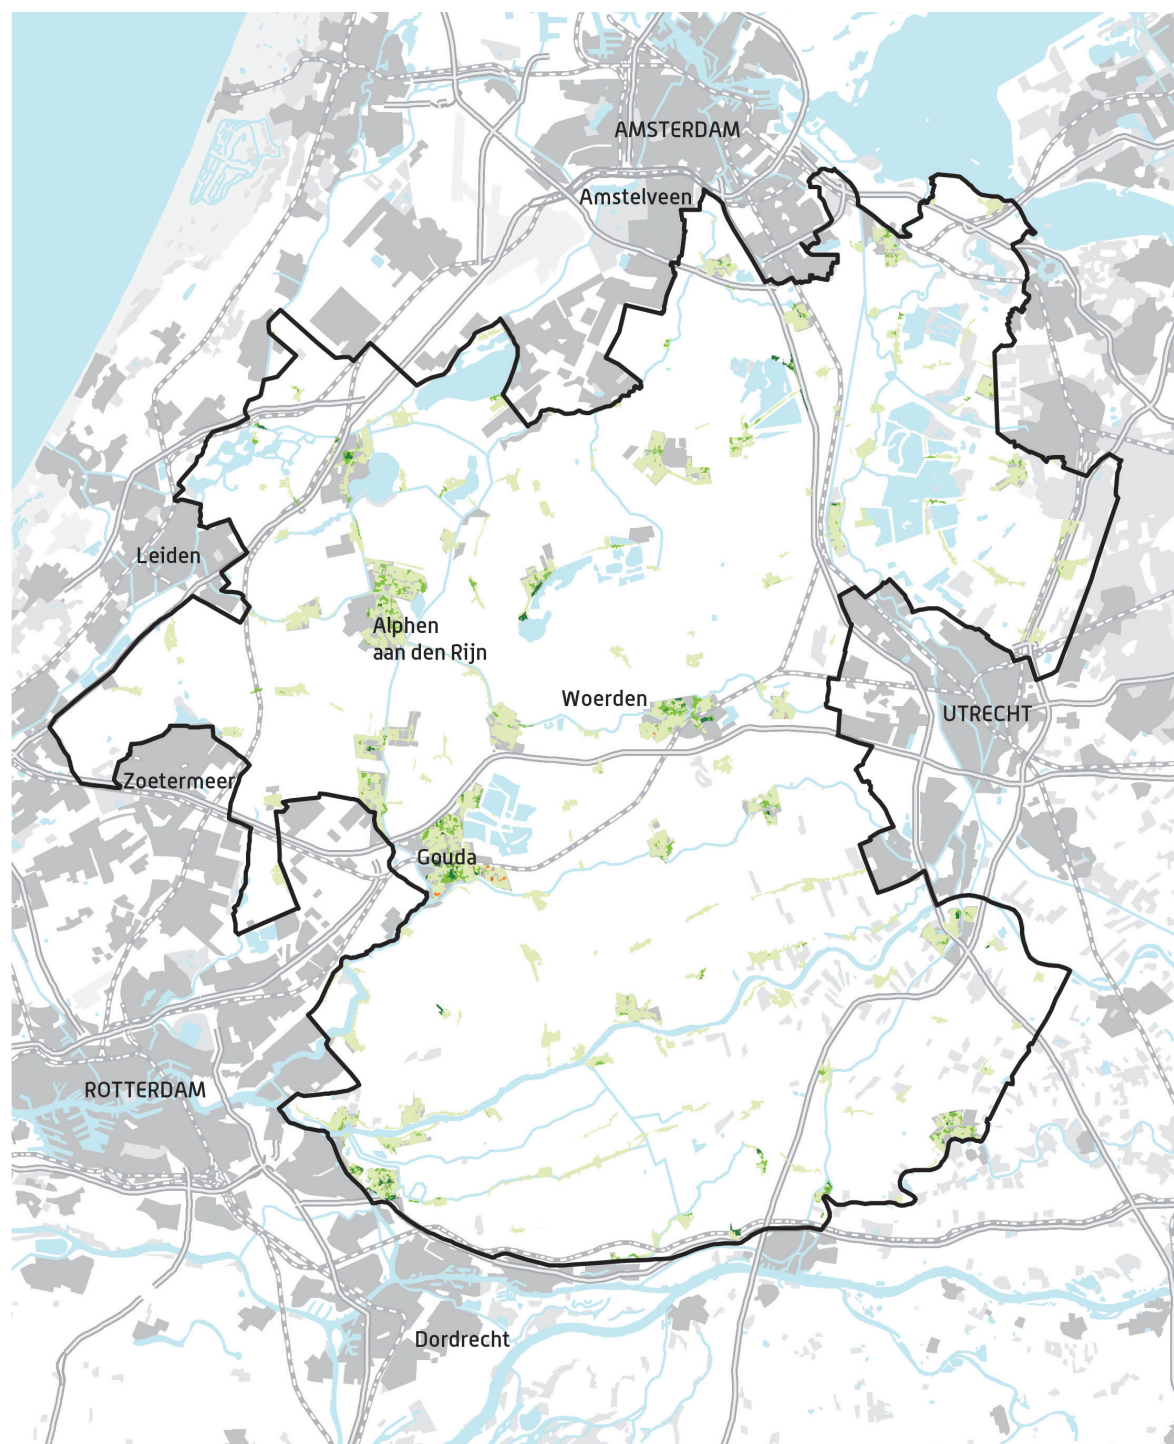 AMSTERDAM
Amstelveen
Leiden
Alphen
aan den Rijn
Woerden
UTRECHT
Zoetermeer
Gouda
ROTTERDAM
Dordrecht